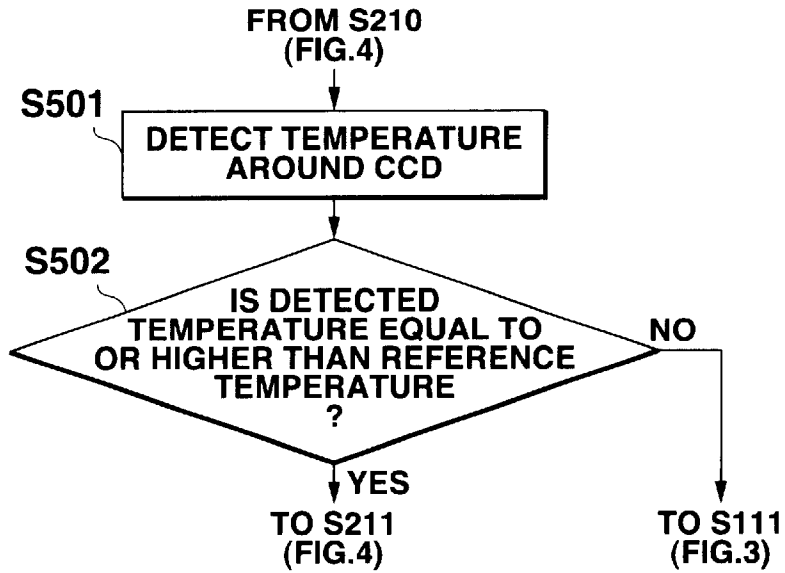 FROM S210
(FIG.4)
S501
DETECT TEMPERATURE
AROUND CCD
S502
IS DETECTED
TEMPERATURE EQUAL TO
OR HIGHER THAN REFERENCE
TEMPERATURE
?
NO
YES
TO S211
(FIG.4)
TO S111
(FIG.3)